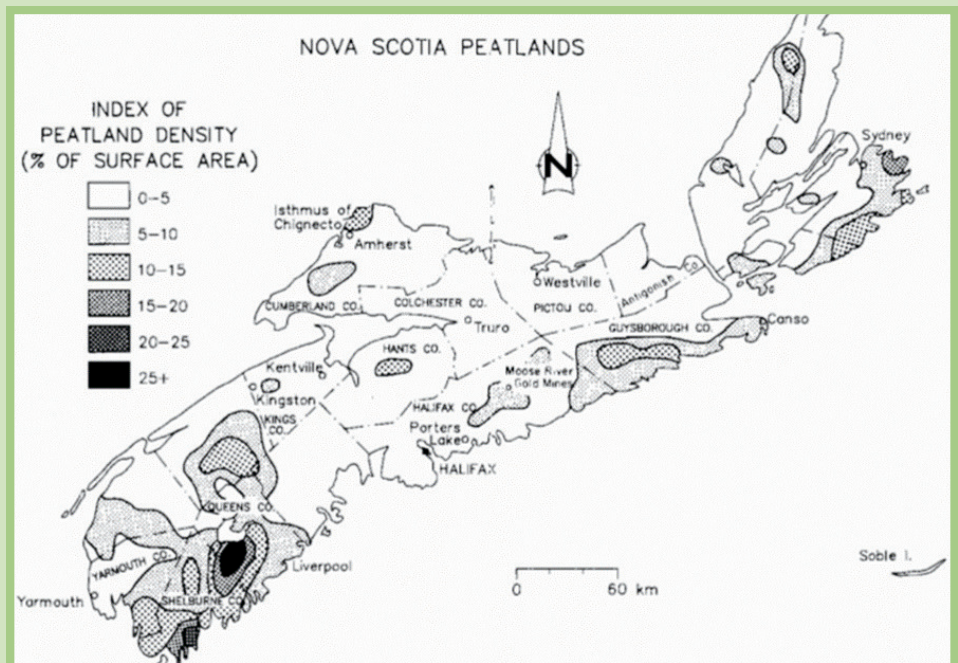 NOVA SCOTIA PEATLANDS
INDEX OF
PEATLAND DENSITY
(% OF SURFACE AREA)
0-5
5-10
10-15
15-20
20-25
25+
N
Sydney
Isthmus of
Chignecto
Amherst
Westville
Antigonish Co.
CUMBERLAND CO.
COLCHESTER CO.
PICTOU CO.
Truro
GUYSBOROUGH CO.
Canso
HANTS CO.
Kentville
Moose River
Gold Mines
Kingston
KINGS
CO.
HALIFAX CO.
Porters
Lake
HALIFAX
QUEENS CO.
Liverpool
YARMOUTH CO.
Yarmouth
SHELBURNE CO.
0 60 km
Soble I.